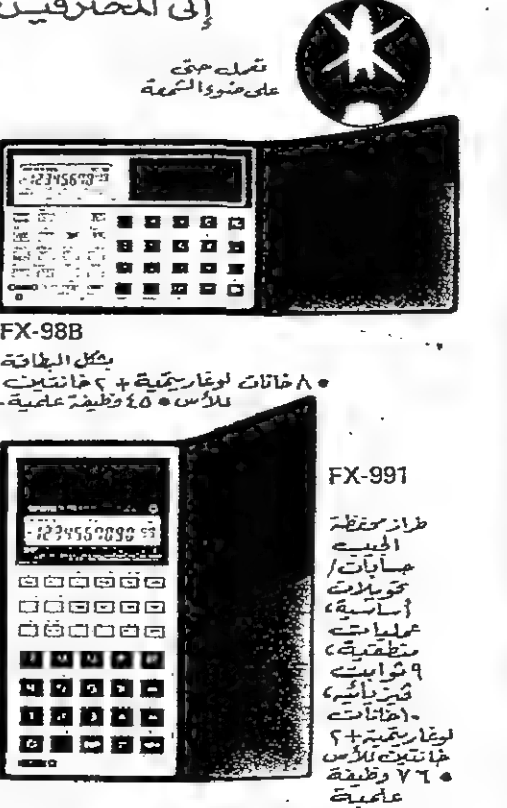 إلى المحترفين
تعمل حتى
على ضوء الشمعة
-12345678
FX-98B
بشكل البطاقة
• ٨ خانات لوغاريتمية + ٢ خانتين
للأس • ٤٥ وظيفة علمية.
FX-991
-1234567890
طراز محفظة
الجيب
حسابات/
تحويلات
أساسية،
عمليات
منطقية،
٩ ثوابت
فيزيائية،
١٠ خانات
لوغاريتمية + ٢
خانتين للأس
• ٧٦ وظيفة
علمية